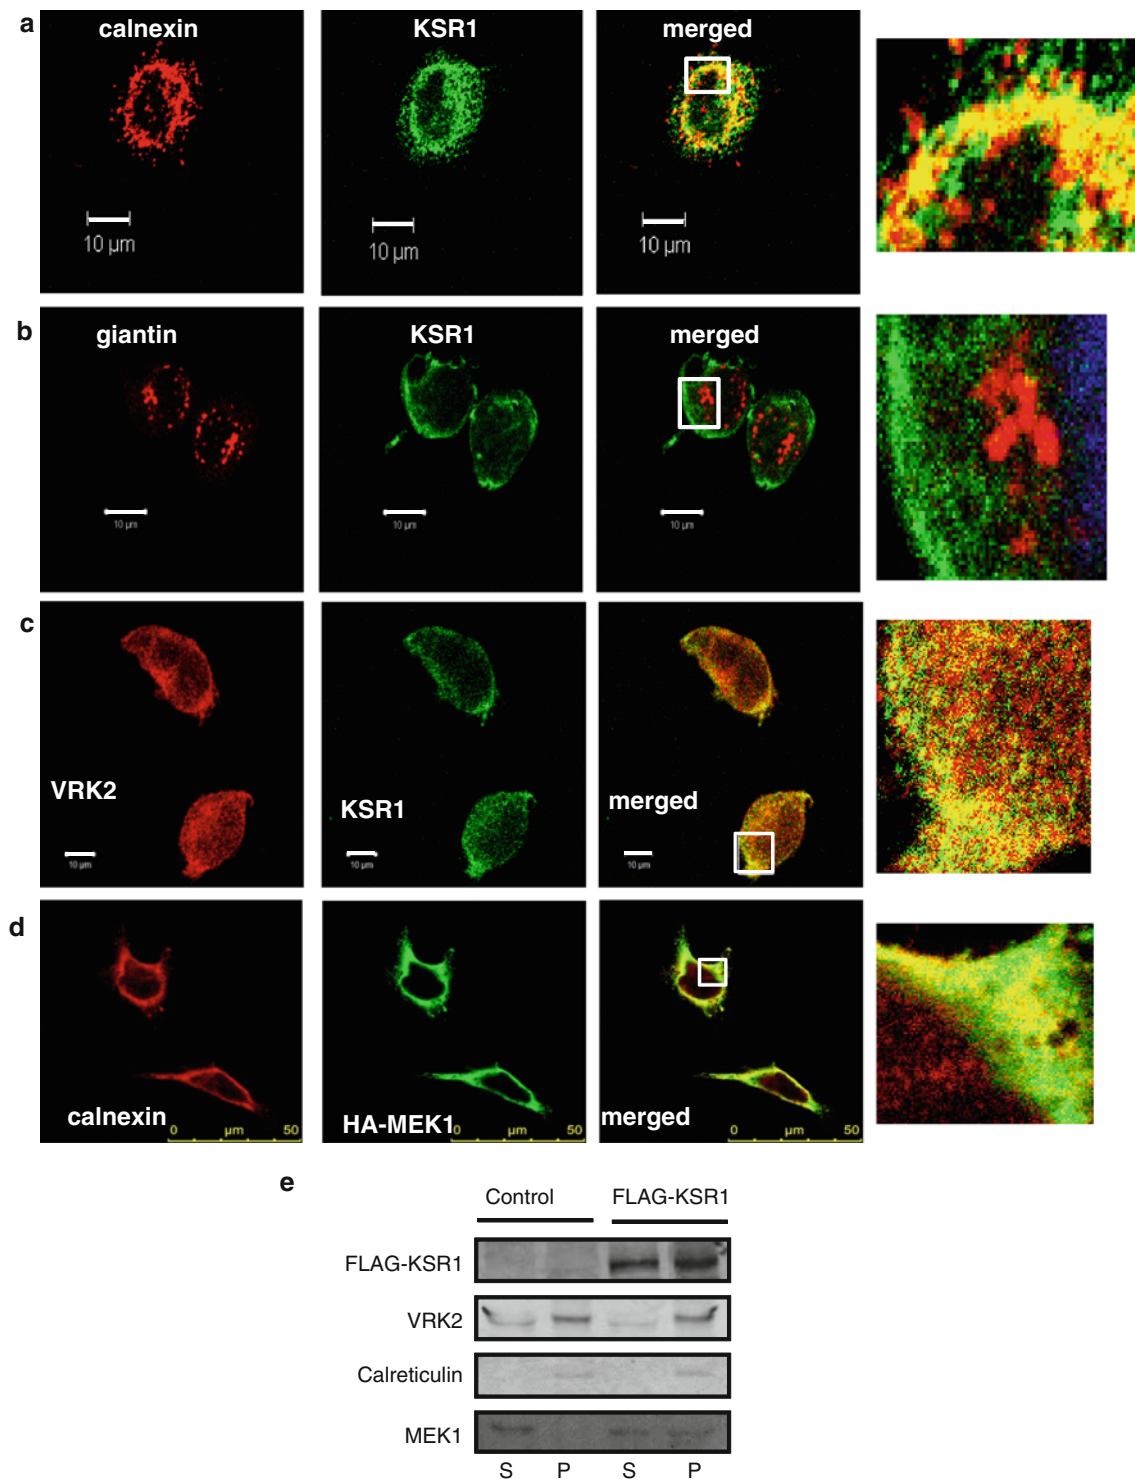 a
calnexin KSR1 merged
10 µm 10 µm 10 µm
b
giantin KSR1 merged
10 µm 10 µm 10 µm
c
VRK2 KSR1 merged
10 µm 10 µm 10 µm
d
calnexin HA-MEK1 merged
0 µm 50 0 µm 50 0 µm 50
e
Control FLAG-KSR1
FLAG-KSR1
VRK2
Calreticulin
MEK1
S P S P